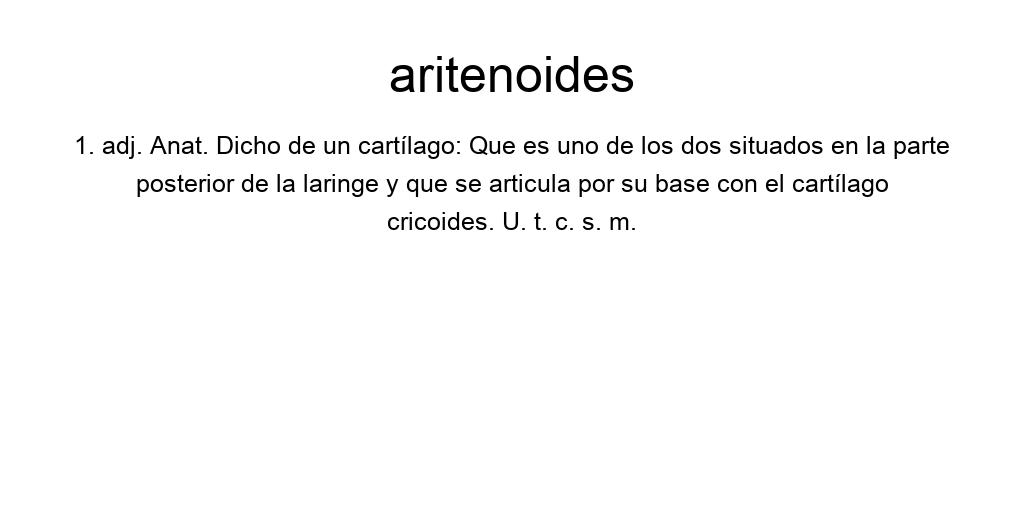 aritenoides
1. adj. Anat. Dicho de un cartílago: Que es uno de los dos situados en la parte
posterior de la laringe y que se articula por su base con el cartílago
cricoides. U. t. c. s. m.